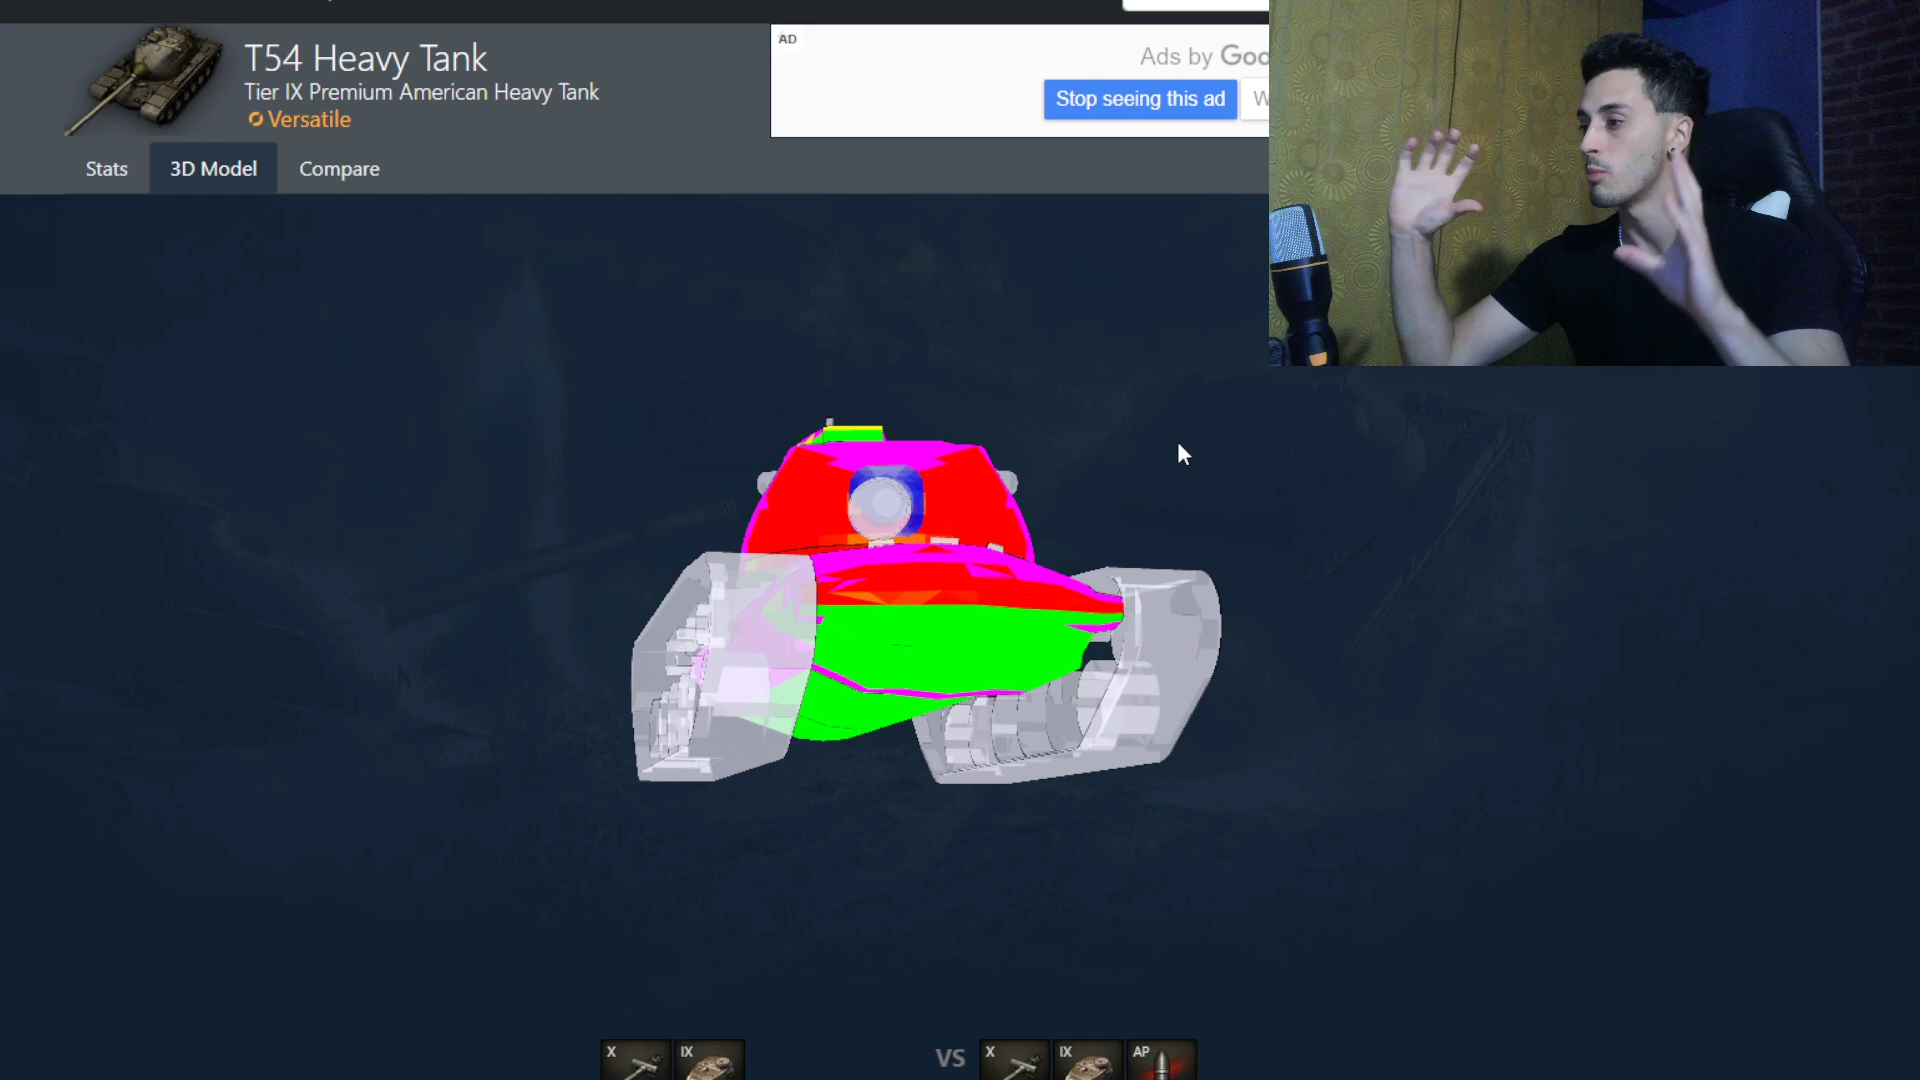 T54 Heavy Tank
Tier IX Premium American Heavy Tank
Versatile
AD
Ads by
Stop seeing this ad
Stats
3D Model
Compare
X
IX
VS
X
IX
AP